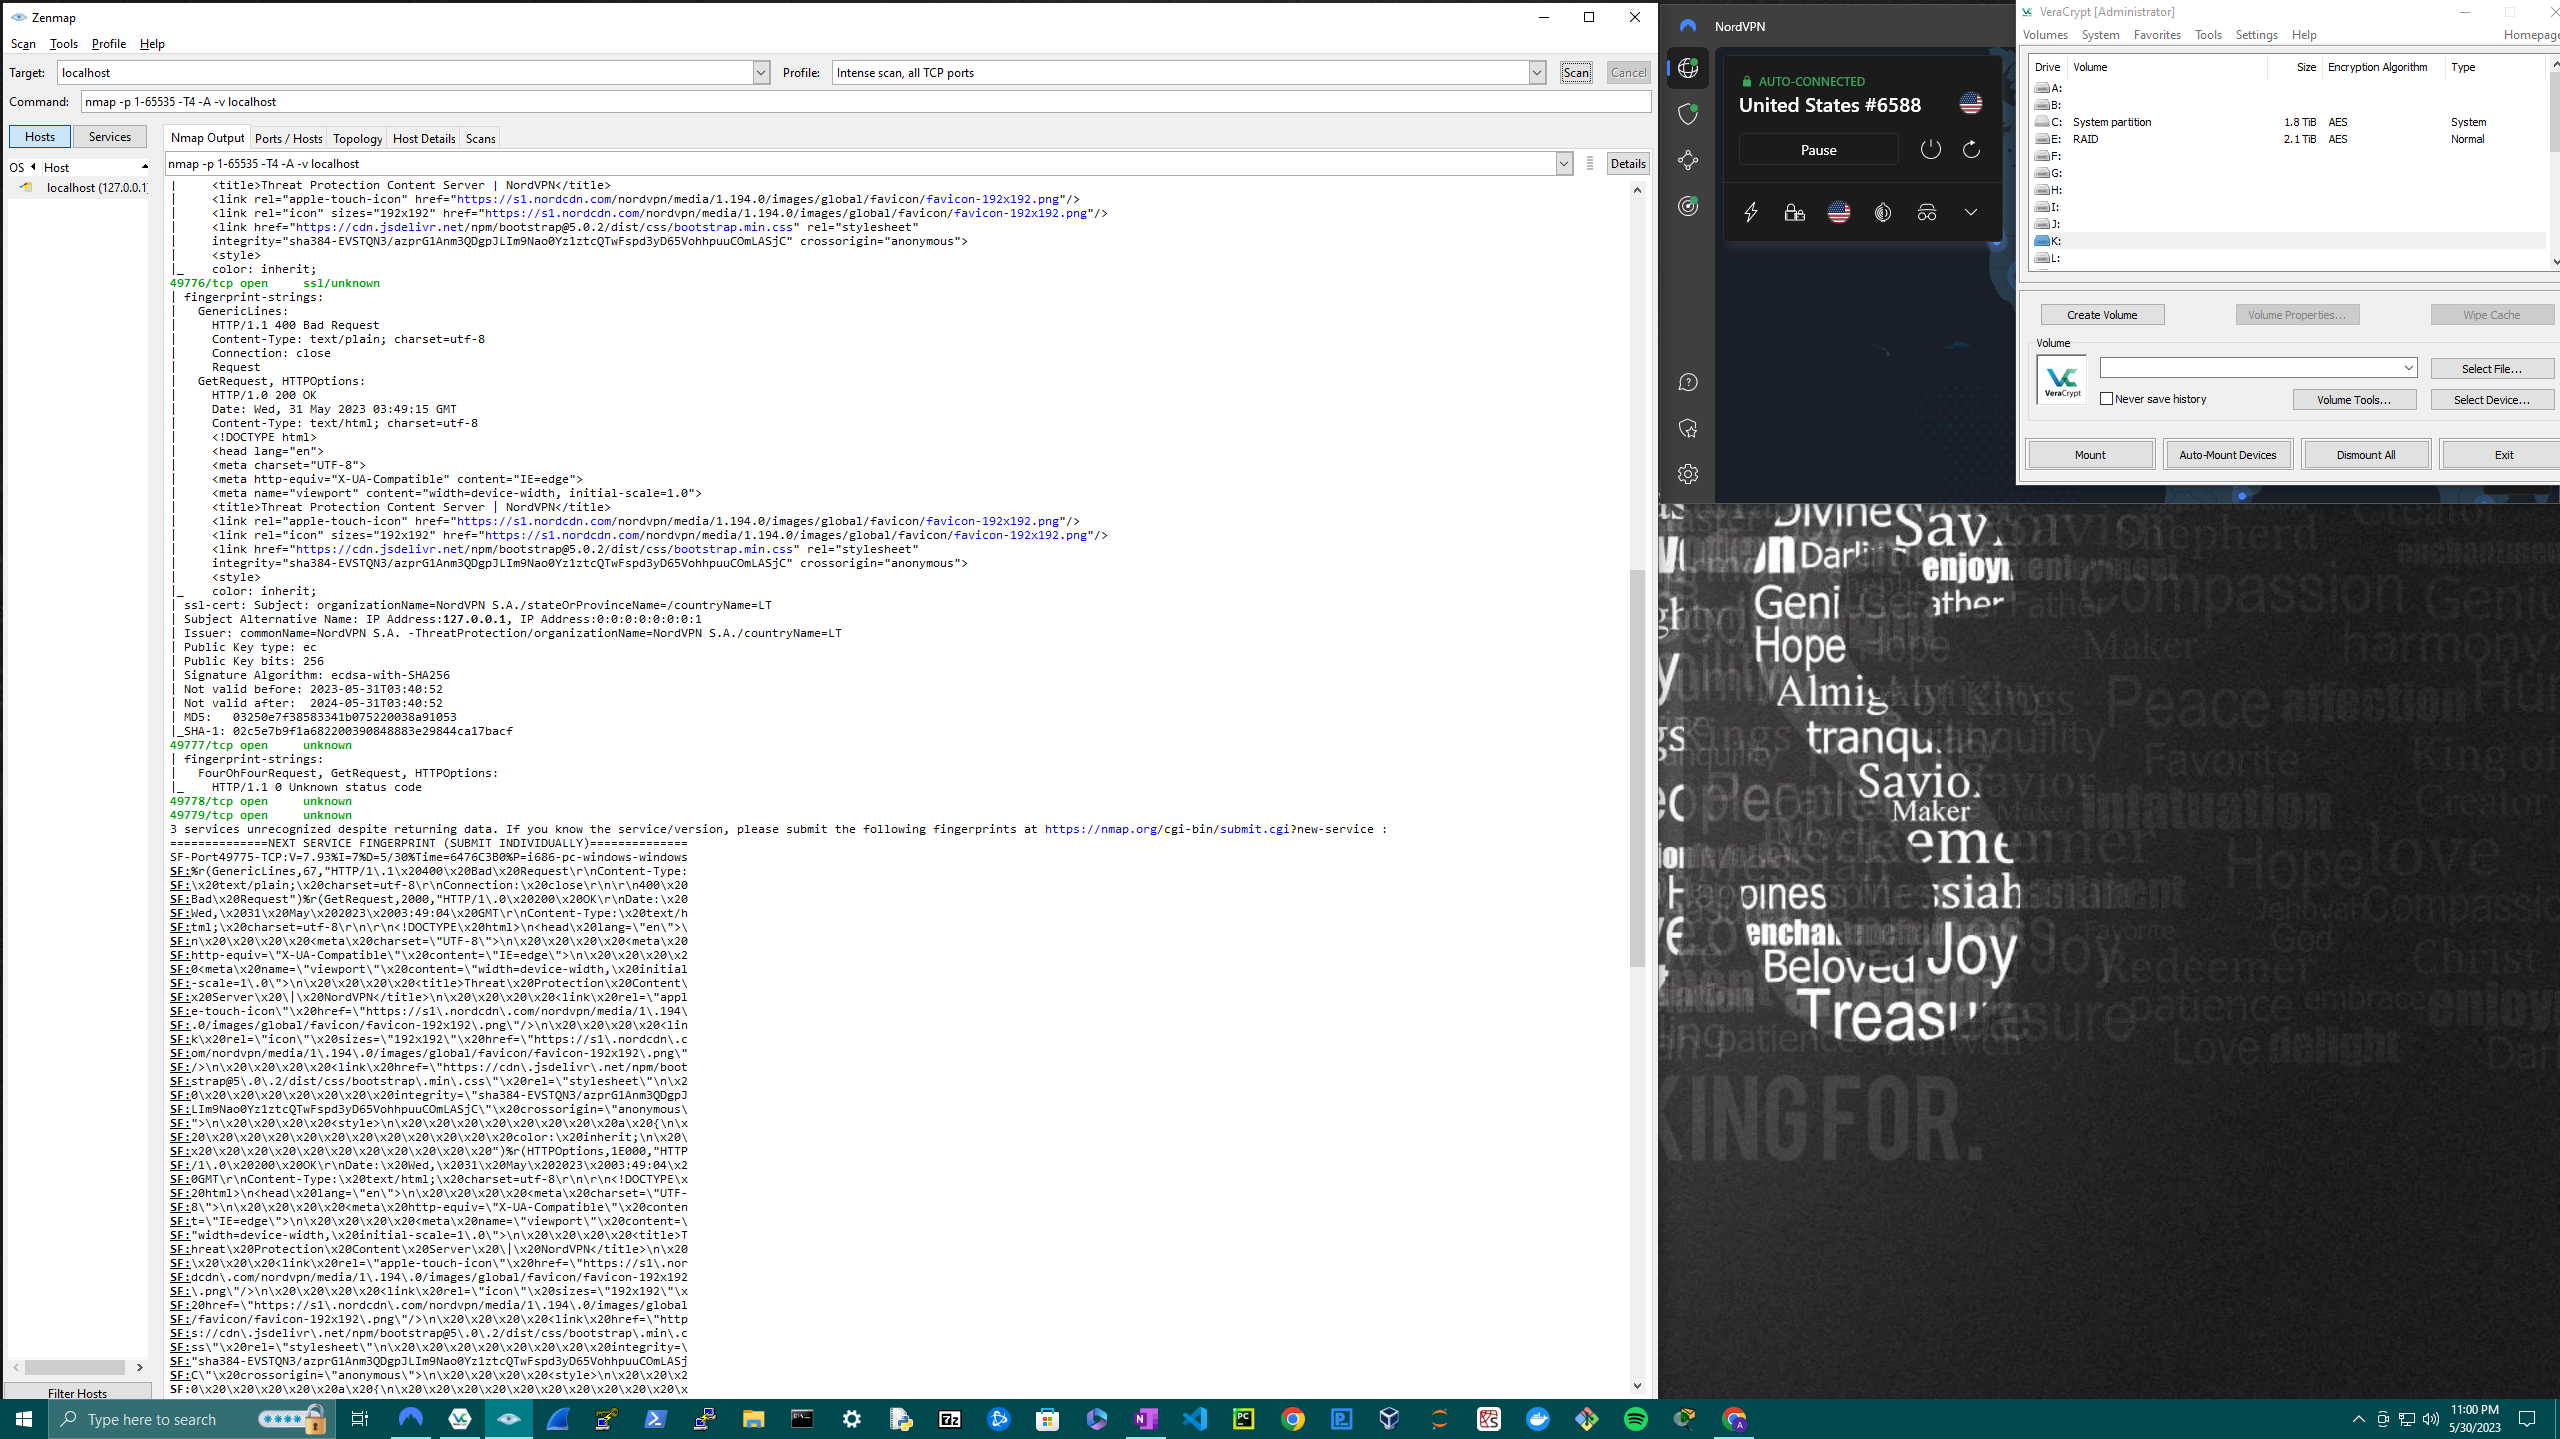 Zenmap
Scan Tools Profile Help
Target: localhost Profile: Intense scan, all TCP ports Scan Cancel
Command: nmap -p 1-65535 -T4 -A -v localhost
Hosts Services
OS Host
localhost (127.0.0.1)
Filter Hosts
Nmap Output Ports / Hosts Topology Host Details Scans
nmap -p 1-65535 -T4 -A -v localhost Details
|     <title>Threat Protection Content Server | NordVPN</title>
|     <link rel="apple-touch-icon" href="https://s1.nordcdn.com/nordvpn/media/1.194.0/images/global/favicon/favicon-192x192.png"/>
|     <link rel="icon" sizes="192x192" href="https://s1.nordcdn.com/nordvpn/media/1.194.0/images/global/favicon/favicon-192x192.png"/>
|     <link href="https://cdn.jsdelivr.net/npm/bootstrap@5.0.2/dist/css/bootstrap.min.css" rel="stylesheet"
|     integrity="sha384-EVSTQN3/azprG1Anm3QDgpJLIm9Nao0Yz1ztcQTwFspd3yD65VohhpuuCOmLASjC" crossorigin="anonymous">
|     <style>
|_    color: inherit;
49776/tcp open     ssl/unknown
| fingerprint-strings:
|   GenericLines:
|     HTTP/1.1 400 Bad Request
|     Content-Type: text/plain; charset=utf-8
|     Connection: close
|     Request
|   GetRequest, HTTPOptions:
|     HTTP/1.0 200 OK
|     Date: Wed, 31 May 2023 03:49:15 GMT
|     Content-Type: text/html; charset=utf-8
|     <!DOCTYPE html>
|     <head lang="en">
|     <meta charset="UTF-8">
|     <meta http-equiv="X-UA-Compatible" content="IE=edge">
|     <meta name="viewport" content="width=device-width, initial-scale=1.0">
|     <title>Threat Protection Content Server | NordVPN</title>
|     <link rel="apple-touch-icon" href="https://s1.nordcdn.com/nordvpn/media/1.194.0/images/global/favicon/favicon-192x192.png"/>
|     <link rel="icon" sizes="192x192" href="https://s1.nordcdn.com/nordvpn/media/1.194.0/images/global/favicon/favicon-192x192.png"/>
|     <link href="https://cdn.jsdelivr.net/npm/bootstrap@5.0.2/dist/css/bootstrap.min.css" rel="stylesheet"
|     integrity="sha384-EVSTQN3/azprG1Anm3QDgpJLIm9Nao0Yz1ztcQTwFspd3yD65VohhpuuCOmLASjC" crossorigin="anonymous">
|     <style>
|_    color: inherit;
| ssl-cert: Subject: organizationName=NordVPN S.A./stateOrProvinceName=/countryName=LT
| Subject Alternative Name: IP Address:127.0.0.1, IP Address:0:0:0:0:0:0:0:1
| Issuer: commonName=NordVPN S.A. -ThreatProtection/organizationName=NordVPN S.A./countryName=LT
| Public Key type: ec
| Public Key bits: 256
| Signature Algorithm: ecdsa-with-SHA256
| Not valid before: 2023-05-31T03:40:52
| Not valid after:  2024-05-31T03:40:52
| MD5:   03250e7f38583341b075220038a91053
|_SHA-1: 02c5e7b9f1a682200390848883e29844ca17bacf
49777/tcp open     unknown
| fingerprint-strings:
|   FourOhFourRequest, GetRequest, HTTPOptions:
|_    HTTP/1.1 0 Unknown status code
49778/tcp open     unknown
49779/tcp open     unknown
3 services unrecognized despite returning data. If you know the service/version, please submit the following fingerprints at https://nmap.org/cgi-bin/submit.cgi?new-service :
==============NEXT SERVICE FINGERPRINT (SUBMIT INDIVIDUALLY)==============
SF-Port49775-TCP:V=7.93%I=7%D=5/30%Time=6476C3B0%P=i686-pc-windows-windows
SF:%r(GenericLines,67,"HTTP/1\.1\x20400\x20Bad\x20Request\r\nContent-Type:
SF:\x20text/plain;\x20charset=utf-8\r\nConnection:\x20close\r\n\r\n400\x20
SF:Bad\x20Request")%r(GetRequest,2000,"HTTP/1\.0\x20200\x20OK\r\nDate:\x20
SF:Wed,\x2031\x20May\x202023\x2003:49:04\x20GMT\r\nContent-Type:\x20text/h
SF:tml;\x20charset=utf-8\r\n\r\n<!DOCTYPE\x20html>\n<head\x20lang=\"en\">\
SF:n\x20\x20\x20\x20<meta\x20charset=\"UTF-8\">\n\x20\x20\x20\x20<meta\x20
SF:http-equiv=\"X-UA-Compatible\"\x20content=\"IE=edge\">\n\x20\x20\x20\x2
SF:0<meta\x20name=\"viewport\"\x20content=\"width=device-width,\x20initial
SF:-scale=1\.0\">\n\x20\x20\x20\x20<title>Threat\x20Protection\x20Content\
SF:x20Server\x20\|\x20NordVPN</title>\n\x20\x20\x20\x20<link\x20rel=\"appl
SF:e-touch-icon\"\x20href=\"https://s1\.nordcdn\.com/nordvpn/media/1\.194\
SF:.0/images/global/favicon/favicon-192x192\.png\"/>\n\x20\x20\x20\x20<lin
SF:k\x20rel=\"icon\"\x20sizes=\"192x192\"\x20href=\"https://s1\.nordcdn\.c
SF:om/nordvpn/media/1\.194\.0/images/global/favicon/favicon-192x192\.png\"
SF:/>\n\x20\x20\x20\x20<link\x20href=\"https://cdn\.jsdelivr\.net/npm/boot
SF:strap@5\.0\.2/dist/css/bootstrap\.min\.css\"\x20rel=\"stylesheet\"\n\x2
SF:0\x20\x20\x20\x20\x20\x20\x20integrity=\"sha384-EVSTQN3/azprG1Anm3QDgpJ
SF:LIm9Nao0Yz1ztcQTwFspd3yD65VohhpuuCOmLASjC\"\x20crossorigin=\"anonymous\
SF:">\n\x20\x20\x20\x20<style>\n\x20\x20\x20\x20\x20\x20\x20\x20a\x20{\n\x
SF:20\x20\x20\x20\x20\x20\x20\x20\x20\x20\x20\x20color:\x20inherit;\n\x20\
SF:x20\x20\x20\x20\x20\x20\x20\x20\x20\x20\x20")%r(HTTPOptions,1E000,"HTTP
SF:/1\.0\x20200\x20OK\r\nDate:\x20Wed,\x2031\x20May\x202023\x2003:49:04\x2
SF:0GMT\r\nContent-Type:\x20text/html;\x20charset=utf-8\r\n\r\n<!DOCTYPE\x
SF:20html>\n<head\x20lang=\"en\">\n\x20\x20\x20\x20<meta\x20charset=\"UTF-
SF:8\">\n\x20\x20\x20\x20<meta\x20http-equiv=\"X-UA-Compatible\"\x20conten
SF:t=\"IE=edge\">\n\x20\x20\x20\x20<meta\x20name=\"viewport\"\x20content=\
SF:"width=device-width,\x20initial-scale=1\.0\">\n\x20\x20\x20\x20<title>T
SF:hreat\x20Protection\x20Content\x20Server\x20\|\x20NordVPN</title>\n\x20
SF:\x20\x20\x20<link\x20rel=\"apple-touch-icon\"\x20href=\"https://s1\.nor
SF:dcdn\.com/nordvpn/media/1\.194\.0/images/global/favicon/favicon-192x192
SF:\.png\"/>\n\x20\x20\x20\x20<link\x20rel=\"icon\"\x20sizes=\"192x192\"\x
SF:20href=\"https://s1\.nordcdn\.com/nordvpn/media/1\.194\.0/images/global
SF:/favicon/favicon-192x192\.png\"/>\n\x20\x20\x20\x20<link\x20href=\"http
SF:s://cdn\.jsdelivr\.net/npm/bootstrap@5\.0\.2/dist/css/bootstrap\.min\.c
SF:ss\"\x20rel=\"stylesheet\"\n\x20\x20\x20\x20\x20\x20\x20\x20integrity=\
SF:"sha384-EVSTQN3/azprG1Anm3QDgpJLIm9Nao0Yz1ztcQTwFspd3yD65VohhpuuCOmLASj
SF:C\"\x20crossorigin=\"anonymous\">\n\x20\x20\x20\x20<style>\n\x20\x20\x2
SF:0\x20\x20\x20\x20\x20a\x20{\n\x20\x20\x20\x20\x20\x20\x20\x20\x20\x20\x
NordVPN
AUTO-CONNECTED
United States #6588
Pause
VeraCrypt [Administrator]
Volumes System Favorites Tools Settings Help Homepage
Drive Volume Size Encryption Algorithm Type
A:
B:
C: System partition 1.8 TiB AES System
E: RAID 2.1 TiB AES Normal
F:
G:
H:
I:
J:
K:
L:
Create Volume Volume Properties... Wipe Cache
Volume
VeraCrypt
Select File...
Never save history Volume Tools... Select Device...
Mount Auto-Mount Devices Dismount All Exit
Divine
Shepherd
Darling
enjoyment
Compassion
Hope
Maker
harmony
Almighty
Kings
Peace
affection
tranquility
Favorite
King of
Savior
Maker
infatuation
Creator
Hope love
Messiah
Jehovah
Compassion
Joy
Favorite
God
Christ
Beloved
Redeemer
Treasure
patience
embrace
patience
Love delight
KING FOR.
Type here to search
11:00 PM
5/30/2023